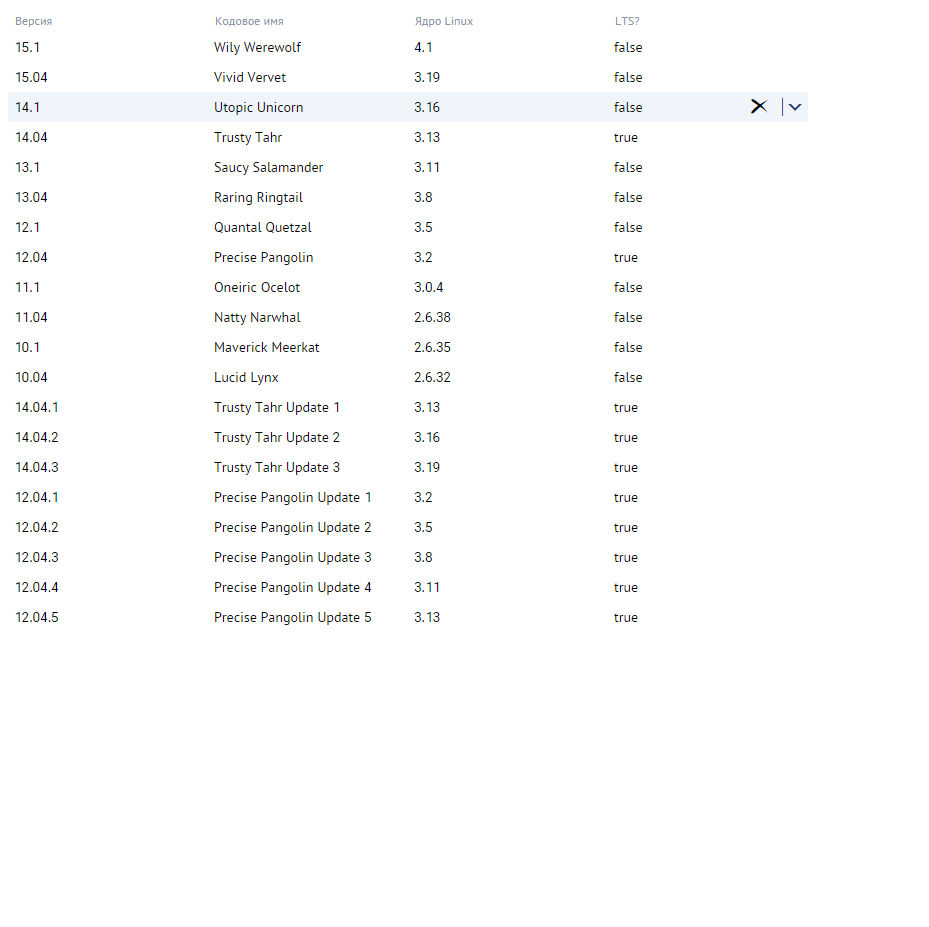 Версия Кодовое имя Ядро Linux LTS?
15.1 Wily Werewolf 4.1 false
15.04 Vivid Vervet 3.19 false
14.1 Utopic Unicorn 3.16 false
14.04 Trusty Tahr 3.13 true
13.1 Saucy Salamander 3.11 false
13.04 Raring Ringtail 3.8 false
12.1 Quantal Quetzal 3.5 false
12.04 Precise Pangolin 3.2 true
11.1 Oneiric Ocelot 3.0.4 false
11.04 Natty Narwhal 2.6.38 false
10.1 Maverick Meerkat 2.6.35 false
10.04 Lucid Lynx 2.6.32 false
14.04.1 Trusty Tahr Update 1 3.13 true
14.04.2 Trusty Tahr Update 2 3.16 true
14.04.3 Trusty Tahr Update 3 3.19 true
12.04.1 Precise Pangolin Update 1 3.2 true
12.04.2 Precise Pangolin Update 2 3.5 true
12.04.3 Precise Pangolin Update 3 3.8 true
12.04.4 Precise Pangolin Update 4 3.11 true
12.04.5 Precise Pangolin Update 5 3.13 true